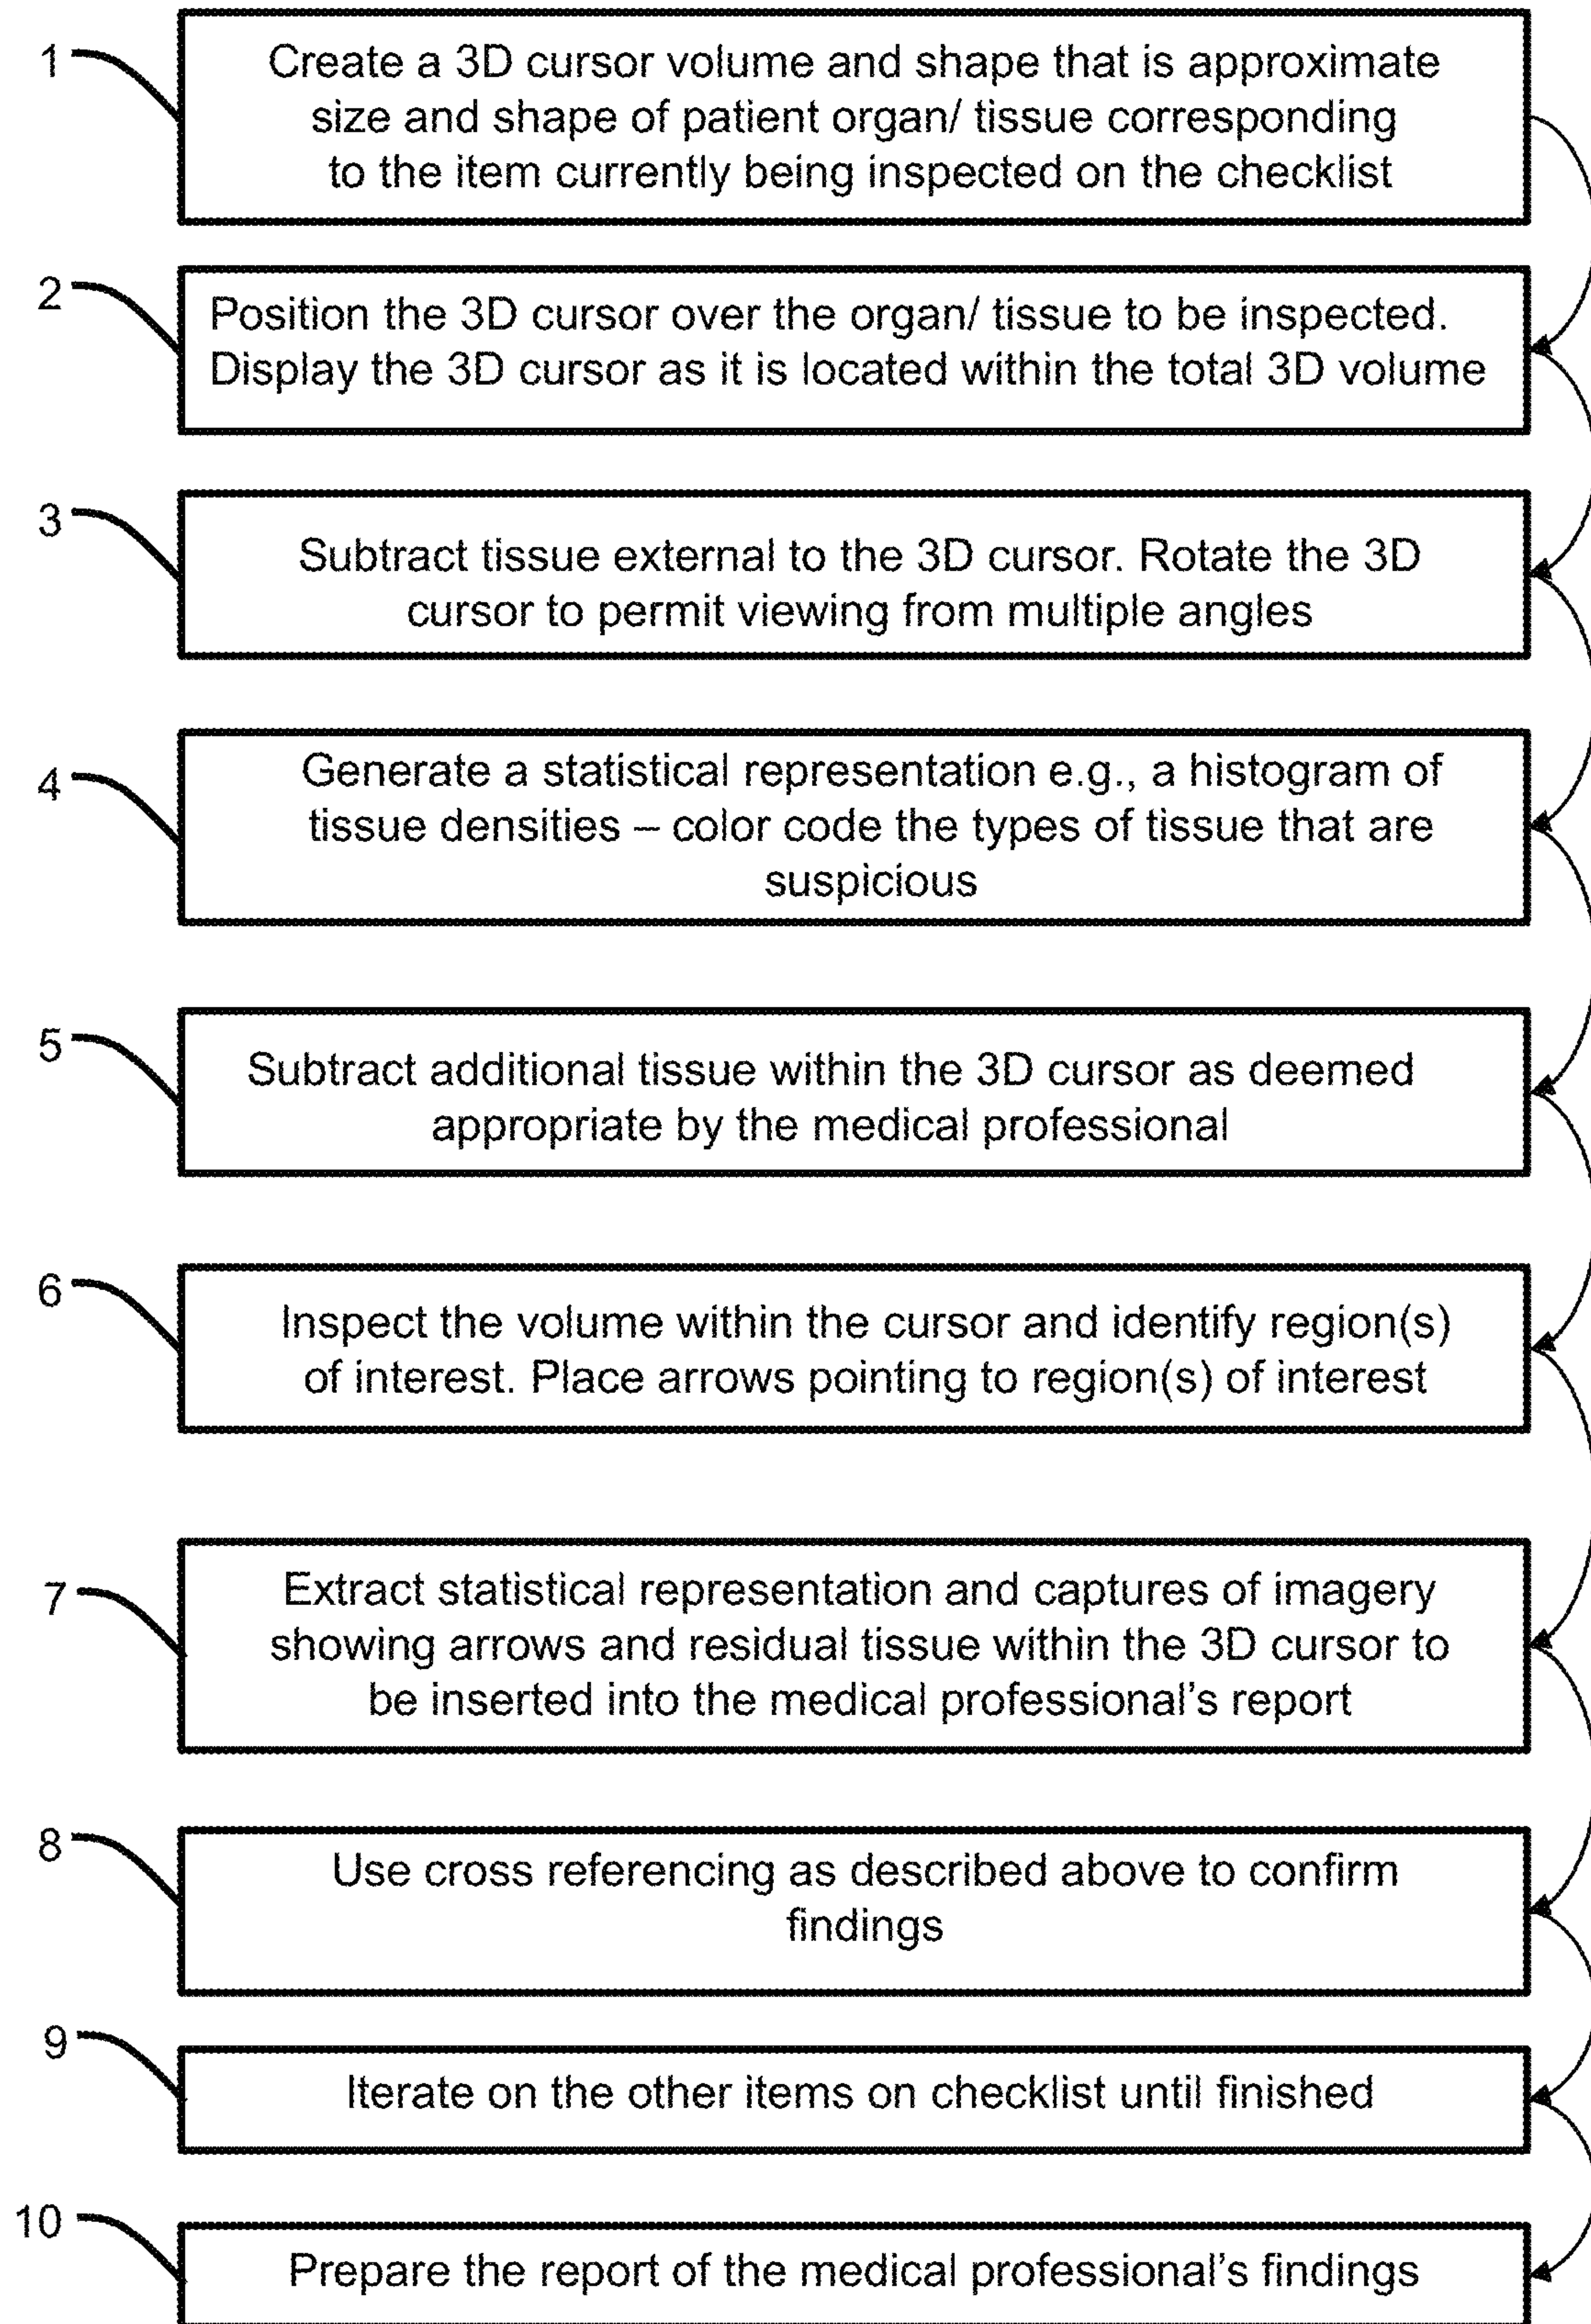 1
Create a 3D cursor volume and shape that is approximate
size and shape of patient organ/ tissue corresponding
to the item currently being inspected on the checklist
2
Position the 3D cursor over the organ/ tissue to be inspected.
Display the 3D cursor as it is located within the total 3D volume
3
Subtract tissue external to the 3D cursor. Rotate the 3D
cursor to permit viewing from multiple angles
4
Generate a statistical representation e.g., a histogram of
tissue densities – color code the types of tissue that are
suspicious
5
Subtract additional tissue within the 3D cursor as deemed
appropriate by the medical professional
6
Inspect the volume within the cursor and identify region(s)
of interest. Place arrows pointing to region(s) of interest
7
Extract statistical representation and captures of imagery
showing arrows and residual tissue within the 3D cursor to
be inserted into the medical professional's report
8
Use cross referencing as described above to confirm
findings
9
Iterate on the other items on checklist until finished
10
Prepare the report of the medical professional's findings